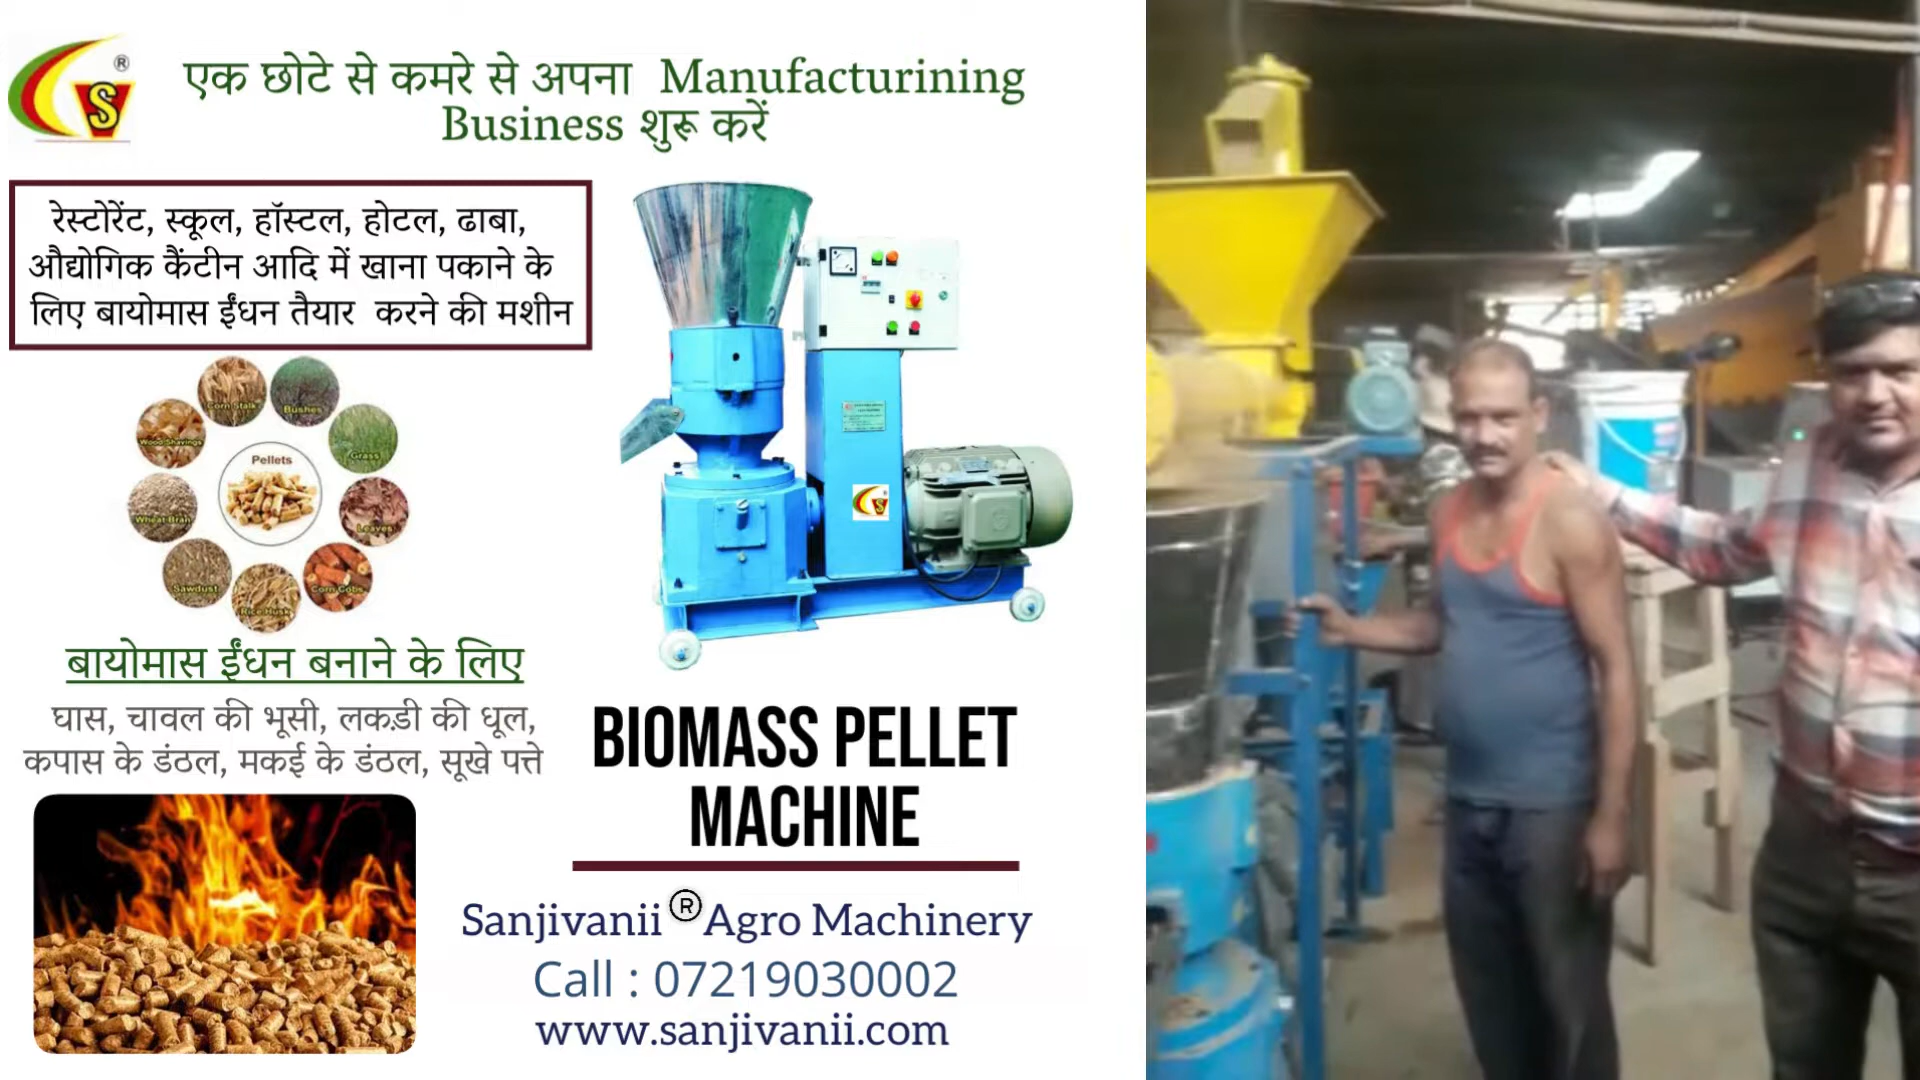 एक छोटे से कमरे से अपना Manufacturining
Business शुरू करें
S ®
रेस्टोरेंट, स्कूल, हॉस्टल, होटल, ढाबा,
औद्योगिक कैंटीन आदि में खाना पकाने के
लिए बायोमास ईंधन तैयार करने की मशीन
Corn Stalk
Bushes
Wood Shavings
Grass
Pellets
Wheat Bran
Leaves
Sawdust
Rice Husk
Corn Cobs
बायोमास ईंधन बनाने के लिए
घास, चावल की भूसी, लकड़ी की धूल,
कपास के डंठल, मकई के डंठल, सूखे पत्ते
S
BIOMASS PELLET
MACHINE
Sanjivanii ® Agro Machinery
Call : 07219030002
www.sanjivanii.com